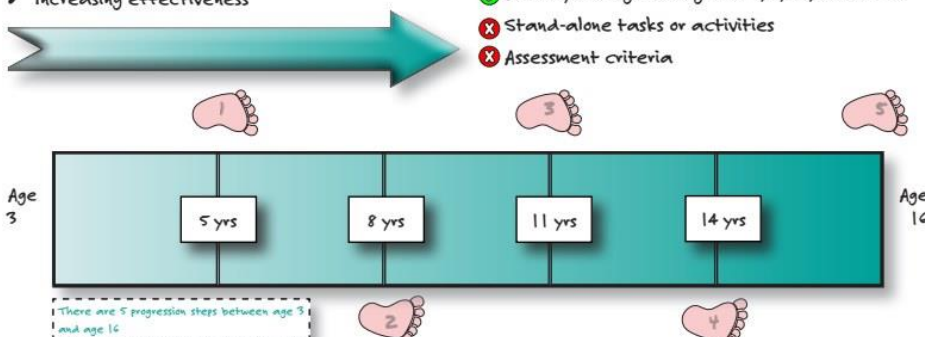 Increasing effectiveness
Stand-alone tasks or activities
Assessment criteria
1
3
5
Age
3
5 yrs
8 yrs
11 yrs
14 yrs
Age
16
There are 5 progression steps between age 3
and age 16
2
4